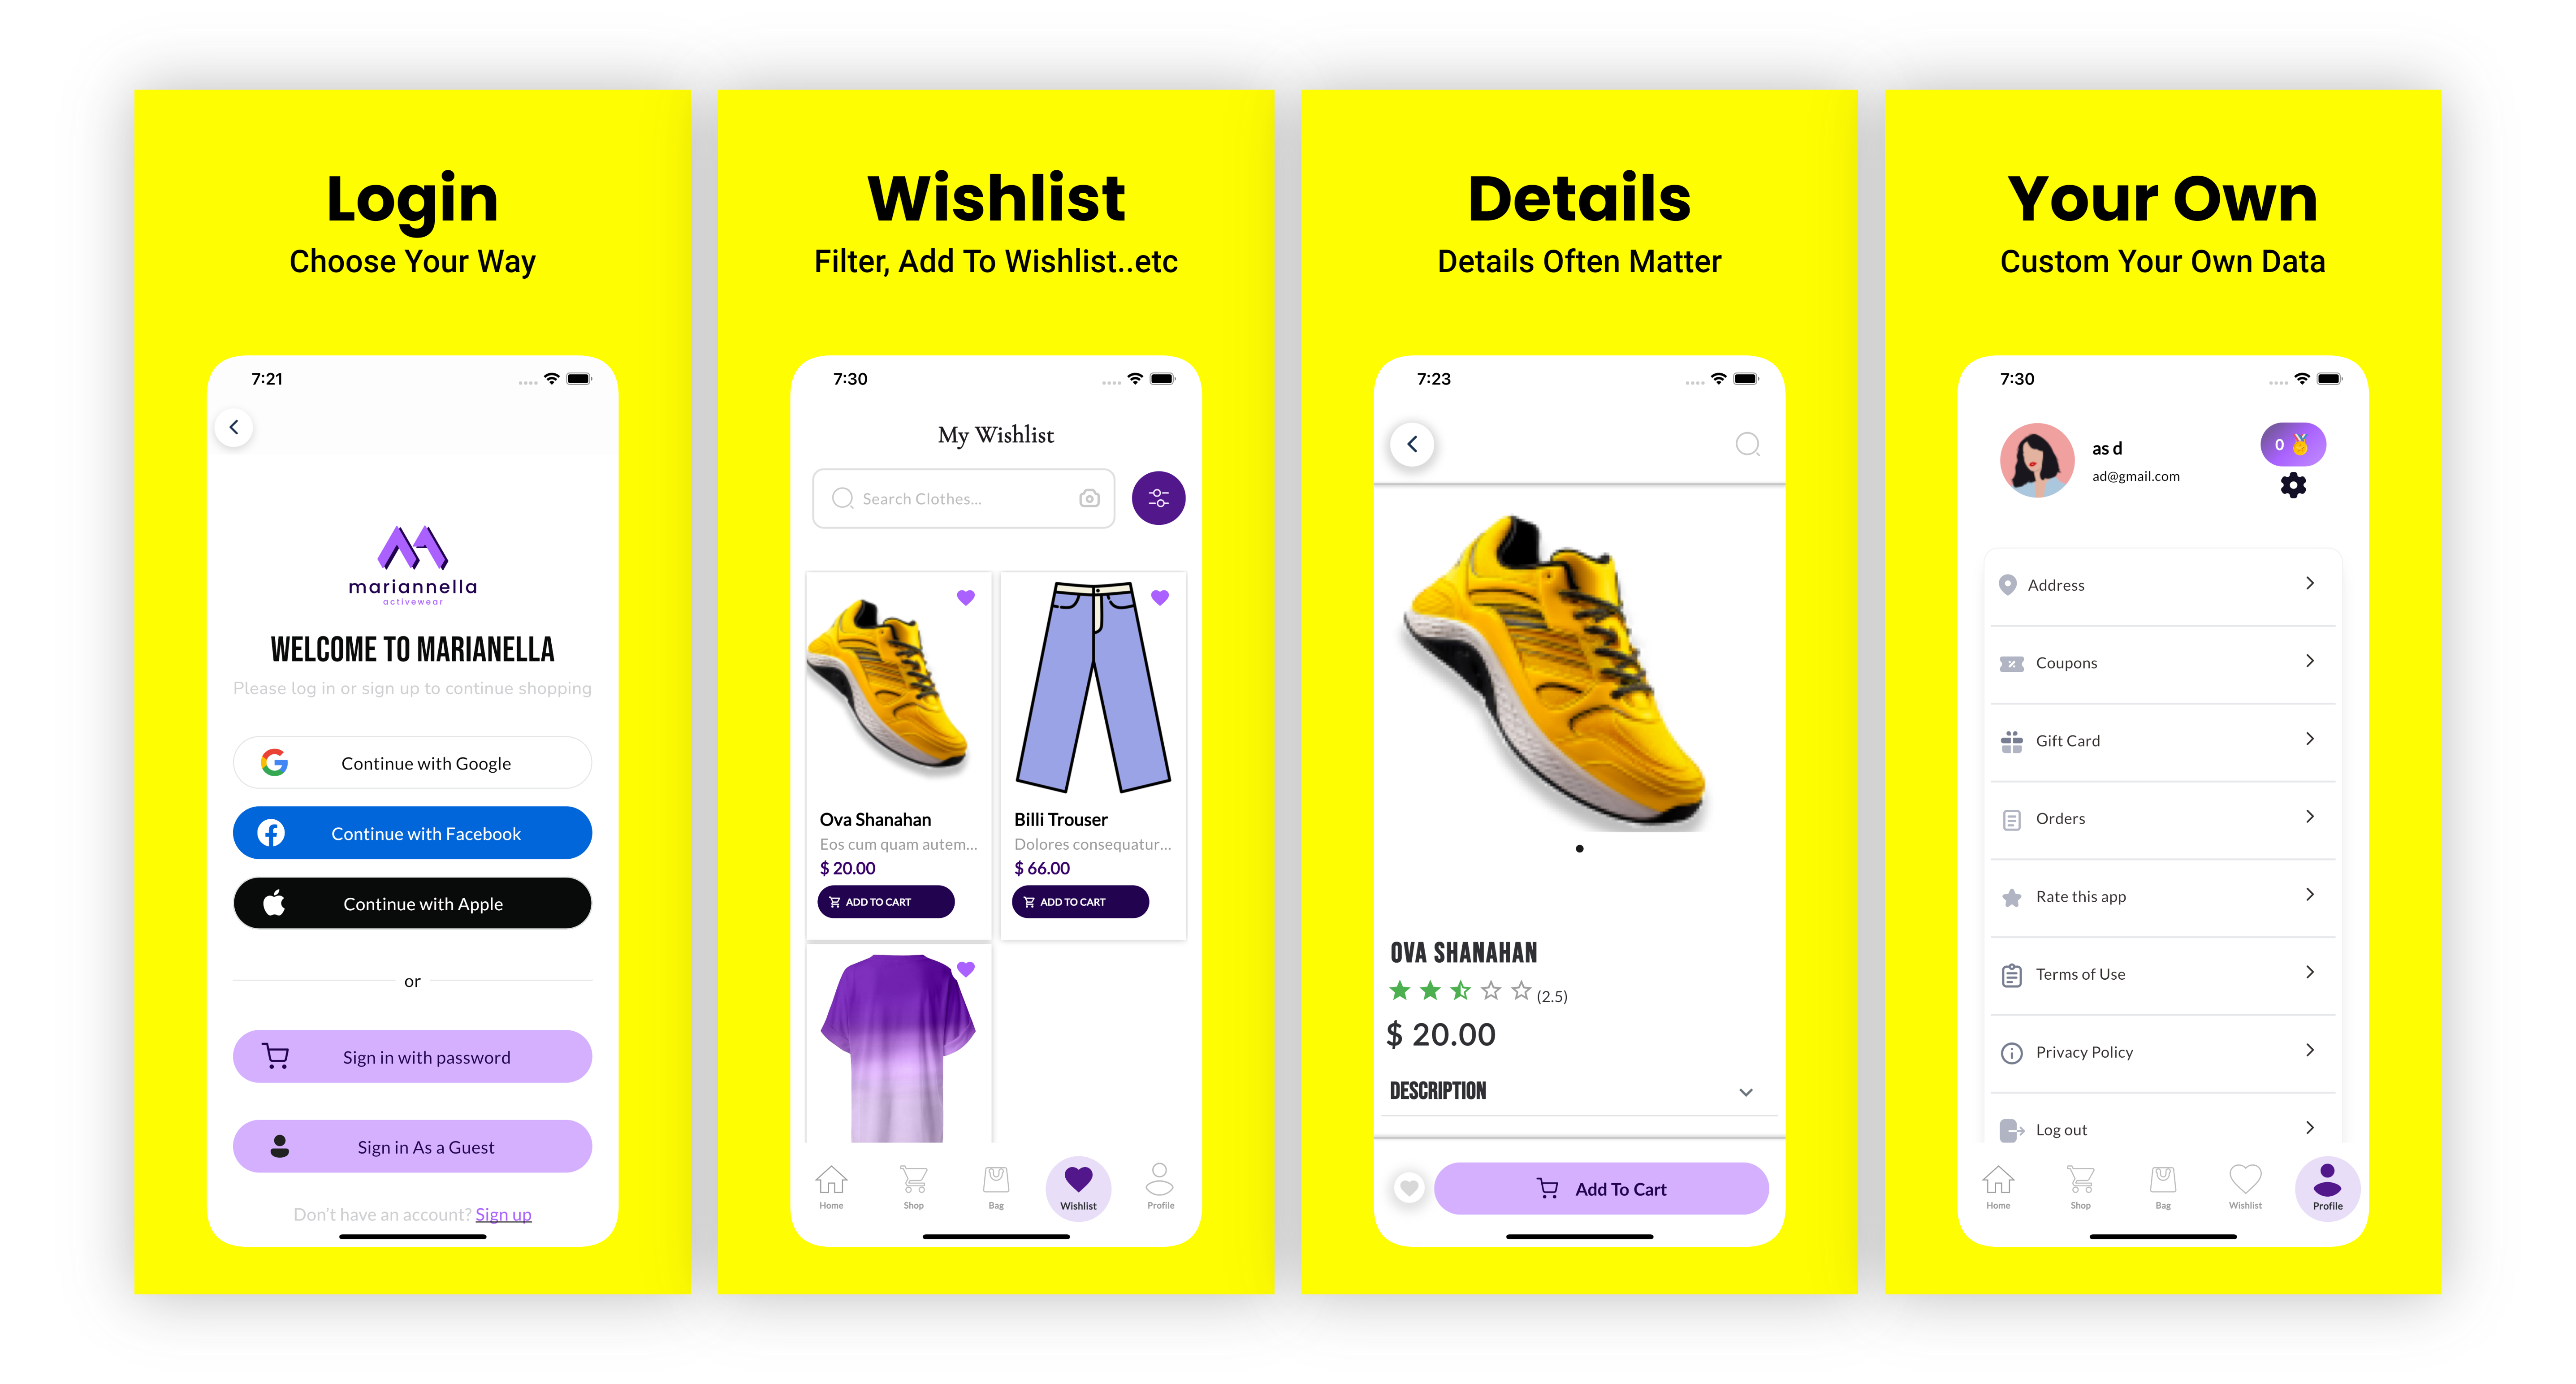 Login
Choose Your Way
7:21
mariannella
activewear
WELCOME TO MARIANELLA
Please log in or sign up to continue shopping
Continue with Google
Continue with Facebook
Continue with Apple
or
Sign in with password
Sign in As a Guest
Don't have an account? Sign up
Wishlist
Filter, Add To Wishlist..etc
7:30
My Wishlist
Search Clothes...
Ova Shanahan
Eos cum quam autem...
$ 20.00
ADD TO CART
Billi Trouser
Dolores consequatur...
$ 66.00
ADD TO CART
Home
Shop
Bag
Wishlist
Profile
Details
Details Often Matter
7:23
OVA SHANAHAN
(2.5)
$ 20.00
DESCRIPTION
Add To Cart
Your Own
Custom Your Own Data
7:30
as d
ad@gmail.com
0
Address
Coupons
Gift Card
Orders
Rate this app
Terms of Use
Privacy Policy
Log out
Home
Shop
Bag
Wishlist
Profile